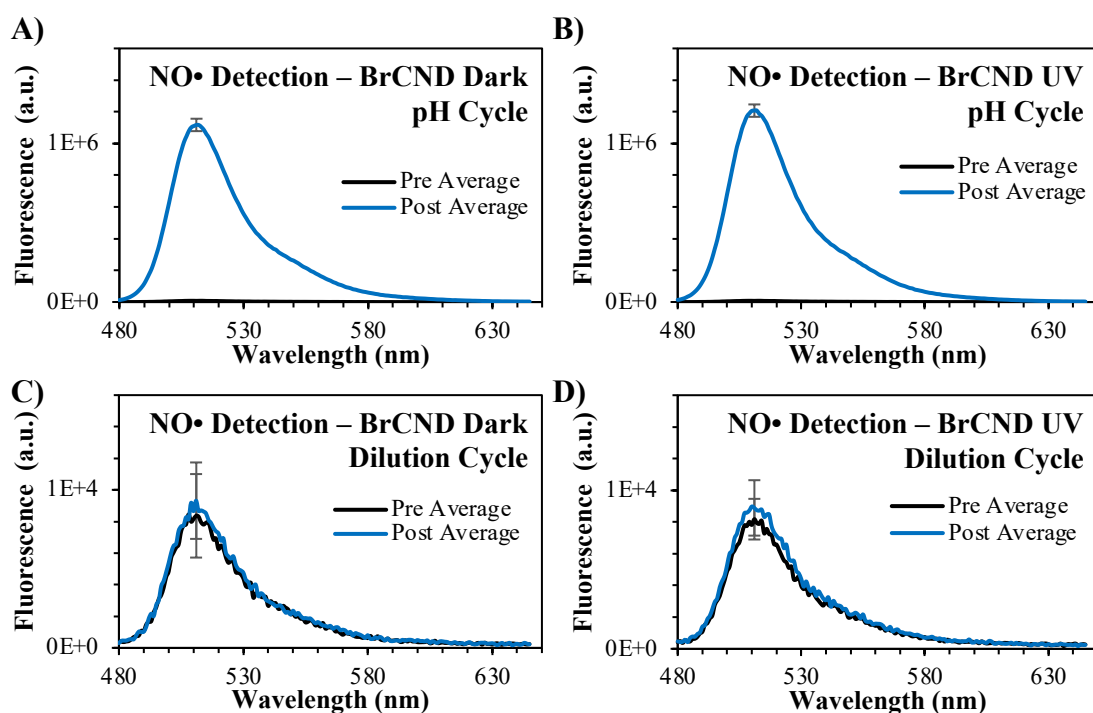 A)
NO• Detection – BrCND Dark
pH Cycle
Fluorescence (a.u.)
1E+6
0E+0
Pre Average
Post Average
480
530
580
630
Wavelength (nm)
B)
NO• Detection – BrCND UV
pH Cycle
Fluorescence (a.u.)
1E+6
0E+0
Pre Average
Post Average
480
530
580
630
Wavelength (nm)
C)
NO• Detection – BrCND Dark
Dilution Cycle
Fluorescence (a.u.)
1E+4
0E+0
Pre Average
Post Average
480
530
580
630
Wavelength (nm)
D)
NO• Detection – BrCND UV
Dilution Cycle
Fluorescence (a.u.)
1E+4
0E+0
Pre Average
Post Average
480
530
580
630
Wavelength (nm)